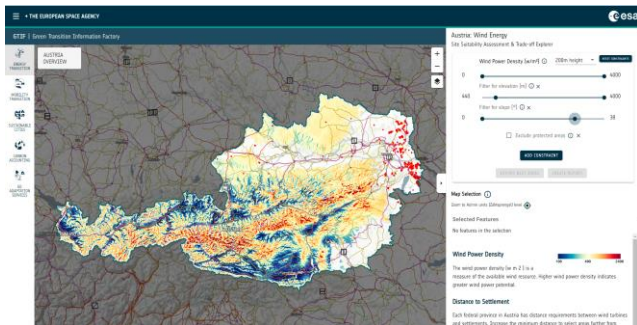 THE EUROPEAN SPACE AGENCY
esa
GTIF | Green Transition Information Factory
AUSTRIA
OVERVIEW
ENERGY
TRANSITION
MOBILITY
TRANSITION
SUSTAINABLE
CITIES
CARBON
ACCOUNTING
ADAPTATION
SERVICES
Austria: Wind Energy
Site Suitability Assessment & Trade-off Explorer
Wind Power Density [w/m²]
200m height
0
4000
Filter for elevation [m]
440
4000
Filter for slope [°]
0
Exclude protected areas
ADD CONSTRAINT
Map Selection
Selected Features
No features in the selection
Wind Power Density
The wind power density [w m 2 ] is a
measure of the available wind resource. Higher wind power density indicates
greater wind power potential.
Distance to Settlement
Each federal province in Austria has distance requirements between wind turbines
and settlements. Increase the minimum distance to select areas further from